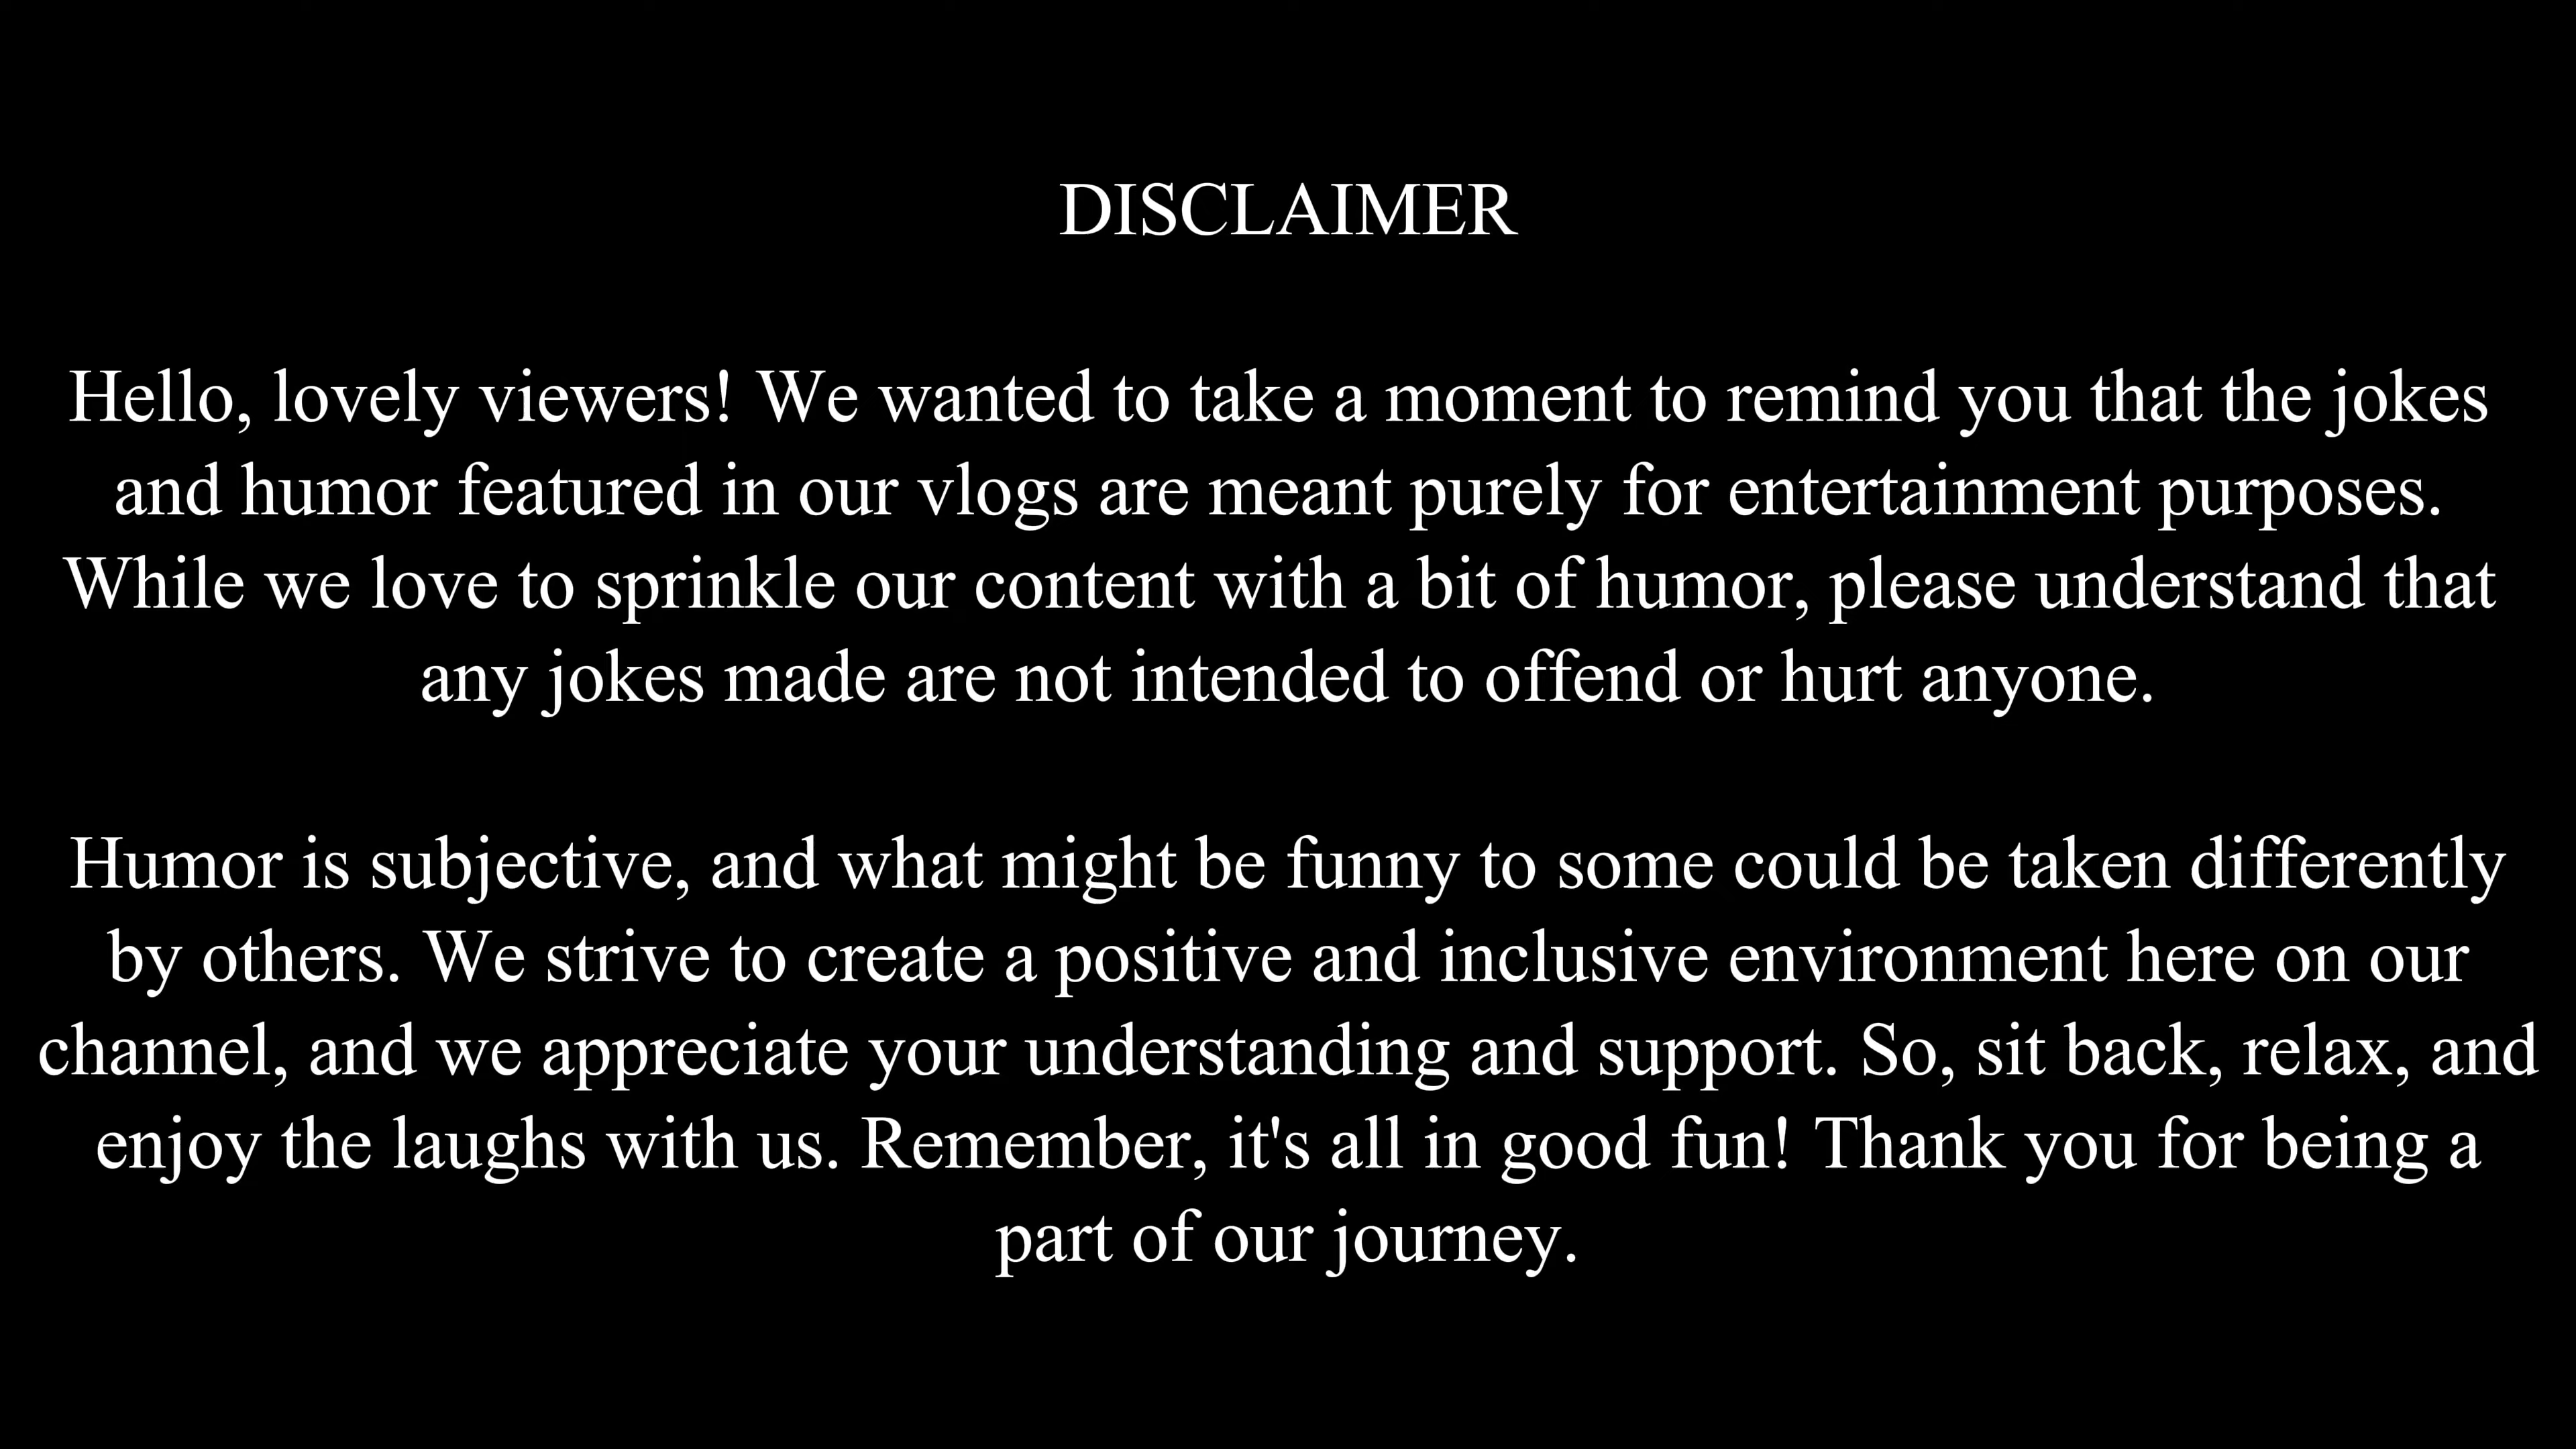 DISCLAIMER
Hello, lovely viewers! We wanted to take a moment to remind you that the jokes
and humor featured in our vlogs are meant purely for entertainment purposes.
While we love to sprinkle our content with a bit of humor, please understand that
any jokes made are not intended to offend or hurt anyone.
Humor is subjective, and what might be funny to some could be taken differently
by others. We strive to create a positive and inclusive environment here on our
channel, and we appreciate your understanding and support. So, sit back, relax, and
enjoy the laughs with us. Remember, it's all in good fun! Thank you for being a
part of our journey.